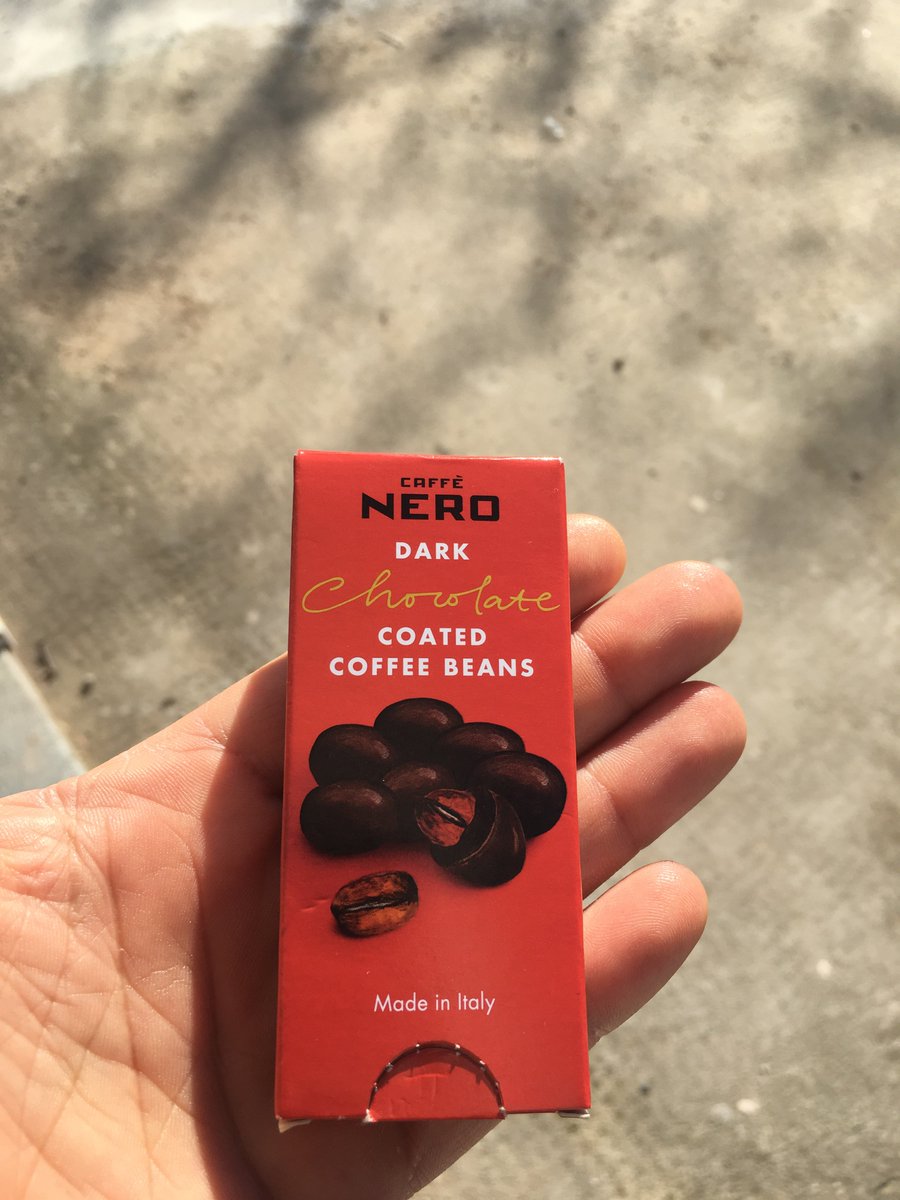 CAFFÈ
NERO
DARK
Chocolate
COATED
COFFEE BEANS
Made in Italy